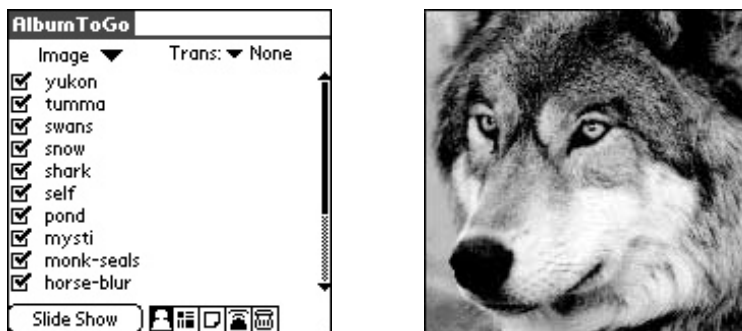 AlbumToGo
Image Trans: None
yukon
tumma
swans
snow
shark
self
pond
mysti
monk-seals
horse-blur
Slide Show